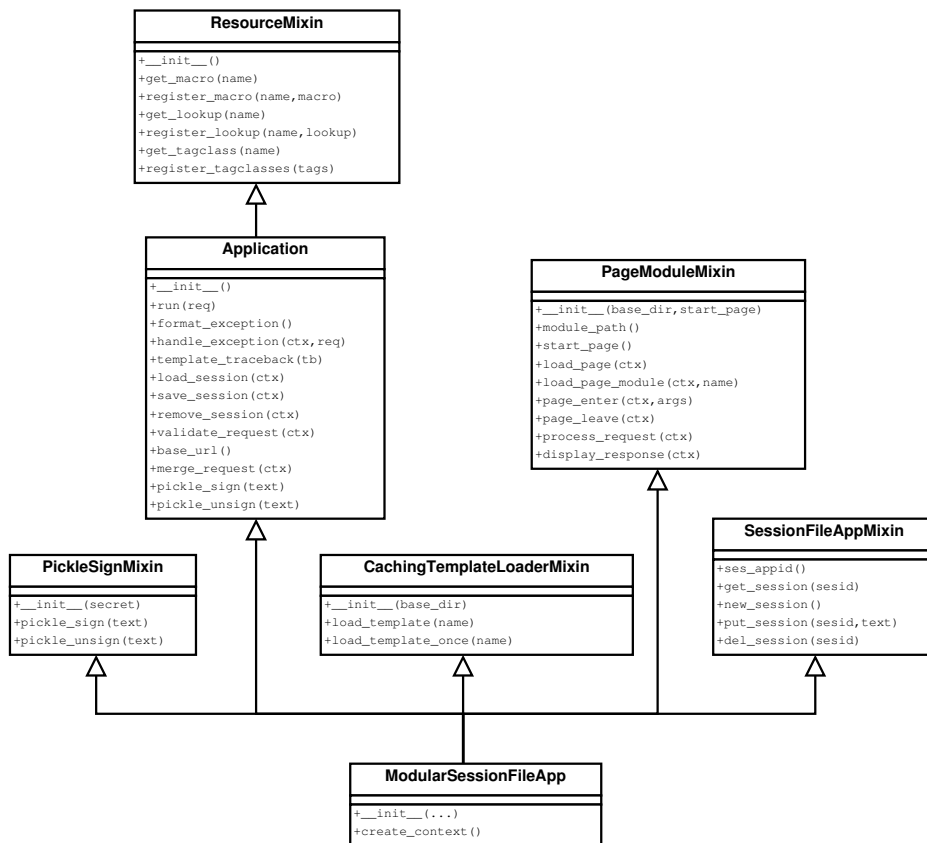 ResourceMixin
+__init__()
+get_macro(name)
+register_macro(name,macro)
+get_lookup(name)
+register_lookup(name,lookup)
+get_tagclass(name)
+register_tagclasses(tags)
Application
+__init__()
+run(req)
+format_exception()
+handle_exception(ctx,req)
+template_traceback(tb)
+load_session(ctx)
+save_session(ctx)
+remove_session(ctx)
+validate_request(ctx)
+base_url()
+merge_request(ctx)
+pickle_sign(text)
+pickle_unsign(text)
PageModuleMixin
+__init__(base_dir,start_page)
+module_path()
+start_page()
+load_page(ctx)
+load_page_module(ctx,name)
+page_enter(ctx,args)
+page_leave(ctx)
+process_request(ctx)
+display_response(ctx)
PickleSignMixin
+__init__(secret)
+pickle_sign(text)
+pickle_unsign(text)
CachingTemplateLoaderMixin
+__init__(base_dir)
+load_template(name)
+load_template_once(name)
SessionFileAppMixin
+ses_appid()
+get_session(sesid)
+new_session()
+put_session(sesid,text)
+del_session(sesid)
ModularSessionFileApp
+__init__(...)
+create_context()